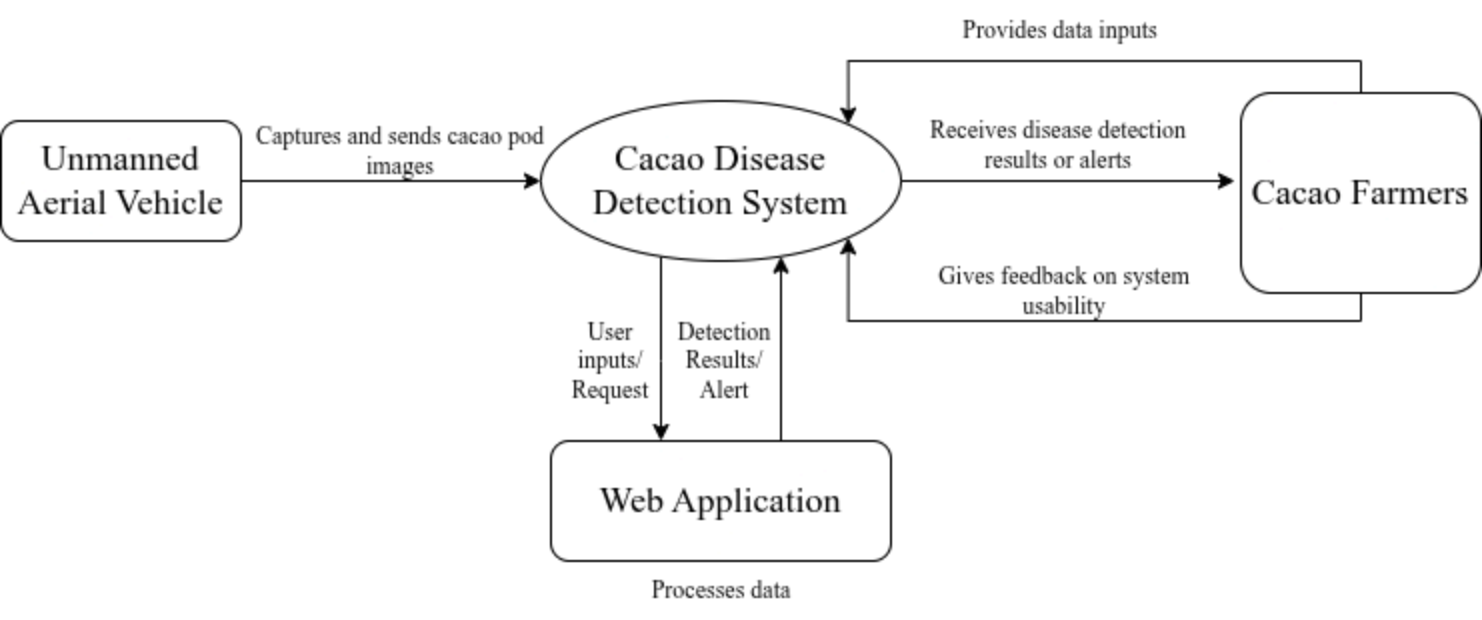 Provides data inputs
Unmanned
Aerial Vehicle
Captures and sends cacao pod
images
Cacao Disease
Detection System
Receives disease detection
results or alerts
Cacao Farmers
Gives feedback on system
usability
User
inputs/
Request
Detection
Results/
Alert
Web Application
Processes data